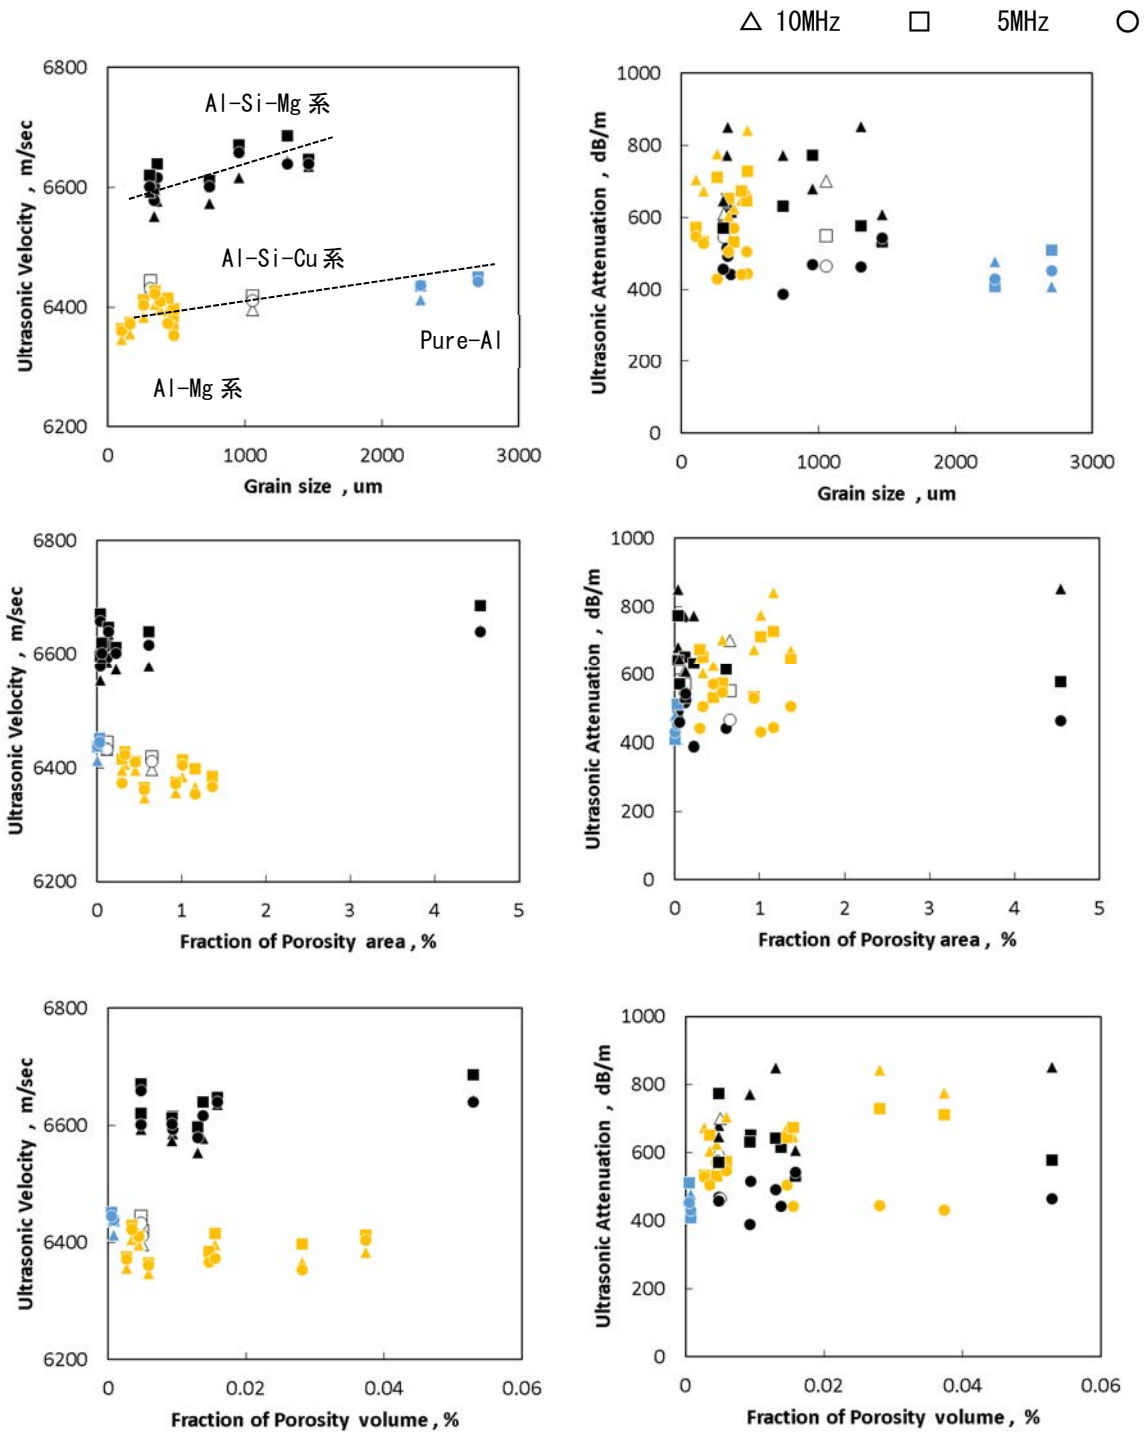 △ 10MHz □ 5MHz ○
6800
6600
6400
6200
0 1000 2000 3000
Ultrasonic Velocity , m/sec
Grain size , um
Al-Si-Mg 系
Al-Si-Cu 系
Pure-Al
Al-Mg 系
1000
800
600
400
200
0
0 1000 2000 3000
Ultrasonic Attenuation , dB/m
Grain size , um
6800
6600
6400
6200
0 1 2 3 4 5
Ultrasonic Velocity , m/sec
Fraction of Porosity area , %
1000
800
600
400
200
0
0 1 2 3 4 5
Ultrasonic Attenuation , dB/m
Fraction of Porosity area , %
6800
6600
6400
6200
0 0.02 0.04 0.06
Ultrasonic Velocity , m/sec
Fraction of Porosity volume , %
1000
800
600
400
200
0
0 0.02 0.04 0.06
Ultrasonic Attenuation , dB/m
Fraction of Porosity volume , %